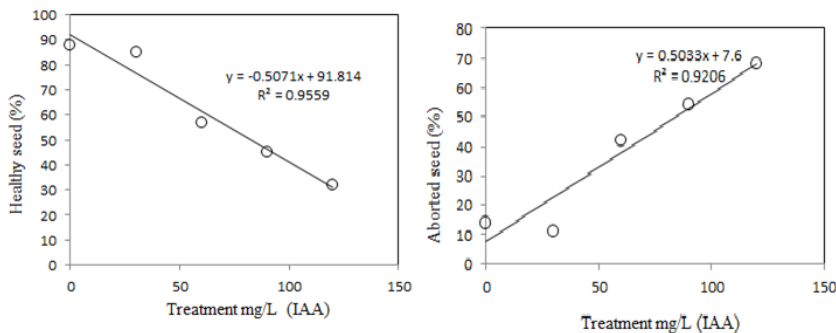 100
90
80
70
60
50
40
30
20
10
0
Healthy seed (%)
y = -0.5071x + 91.814
R² = 0.9559
0 50 100 150
Treatment mg/L (IAA)
80
70
60
50
40
30
20
10
0
Aborted seed (%)
y = 0.5033x + 7.6
R² = 0.9206
0 50 100 150
Treatment mg/L (IAA)